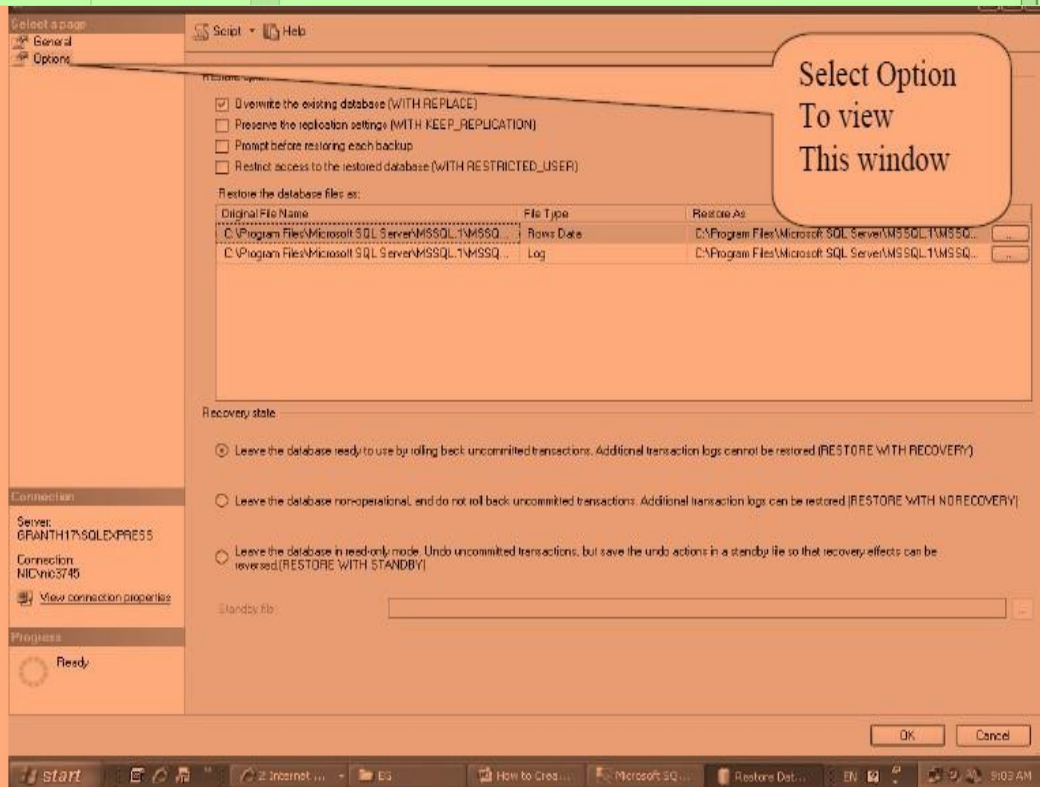 Select a page
General
Options
Script
Help
Select Option
To view
This window
Overwrite the existing database (WITH REPLACE)
Preserve the replication settings (WITH KEEP_REPLICATION)
Prompt before restoring each backup
Restrict access to the restored database (WITH RESTRICTED_USER)
Restore the database files as:
Original File Name File Type Restore As
C:\Program Files\Microsoft SQL Server\MSSQL.1\MSSQ... Rows Data C:\Program Files\Microsoft SQL Server\MSSQL.1\MSSQ... ...
C:\Program Files\Microsoft SQL Server\MSSQL.1\MSSQ... Log C:\Program Files\Microsoft SQL Server\MSSQL.1\MSSQ... ...
Recovery state
Leave the database ready to use by rolling back uncommitted transactions. Additional transaction logs cannot be restored.(RESTORE WITH RECOVERY)
Leave the database non-operational, and do not roll back uncommitted transactions. Additional transaction logs can be restored.(RESTORE WITH NORECOVERY)
Leave the database in read-only mode. Undo uncommitted transactions, but save the undo actions in a standby file so that recovery effects can be
reversed.(RESTORE WITH STANDBY)
Standby file:
Connection
Server:
GRANTH17\SQLEXPRESS
Connection:
NIC\nic3745
View connection properties
Progress
Ready
OK Cancel
start 2 Internet ... EG How to Crea... Microsoft SQ... Restore Dat... EN 9:03 AM